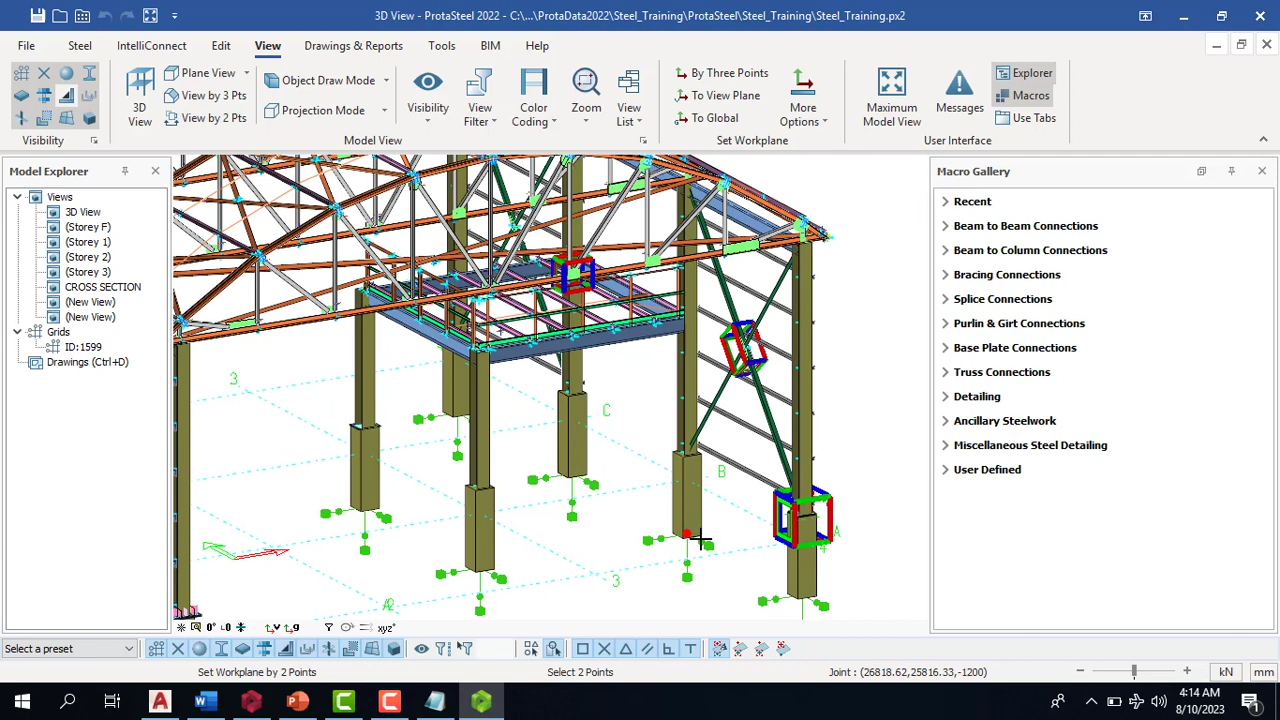 3D View - ProtaSteel 2022 - C:\...\ProtaData2022\Steel_Training\ProtaSteel\Steel_Training\Steel_Training.px2
File Steel IntelliConnect Edit View Drawings & Reports Tools BIM Help
3D View
Plane View
View by 3 Pts
View by 2 Pts
Object Draw Mode
Projection Mode
Visibility
View Filter
Color Coding
Zoom
View List
By Three Points
To View Plane
To Global
More Options
Maximum Model View
Messages
Explorer
Macros
Use Tabs
Visibility Model View Set Workplane User Interface
Model Explorer
Views
3D View
(Storey F)
(Storey 1)
(Storey 2)
(Storey 3)
CROSS SECTION
(New View)
(New View)
Grids
ID:1599
Drawings (Ctrl+D)
3
C
B
A
4
3
A2
Macro Gallery
Recent
Beam to Beam Connections
Beam to Column Connections
Bracing Connections
Splice Connections
Purlin & Girt Connections
Base Plate Connections
Truss Connections
Detailing
Ancillary Steelwork
Miscellaneous Steel Detailing
User Defined
xyz
Select a preset
Set Workplane by 2 Points Select 2 Points Joint : (26818.62,25816.33,-1200) kN mm
4:14 AM
8/10/2023